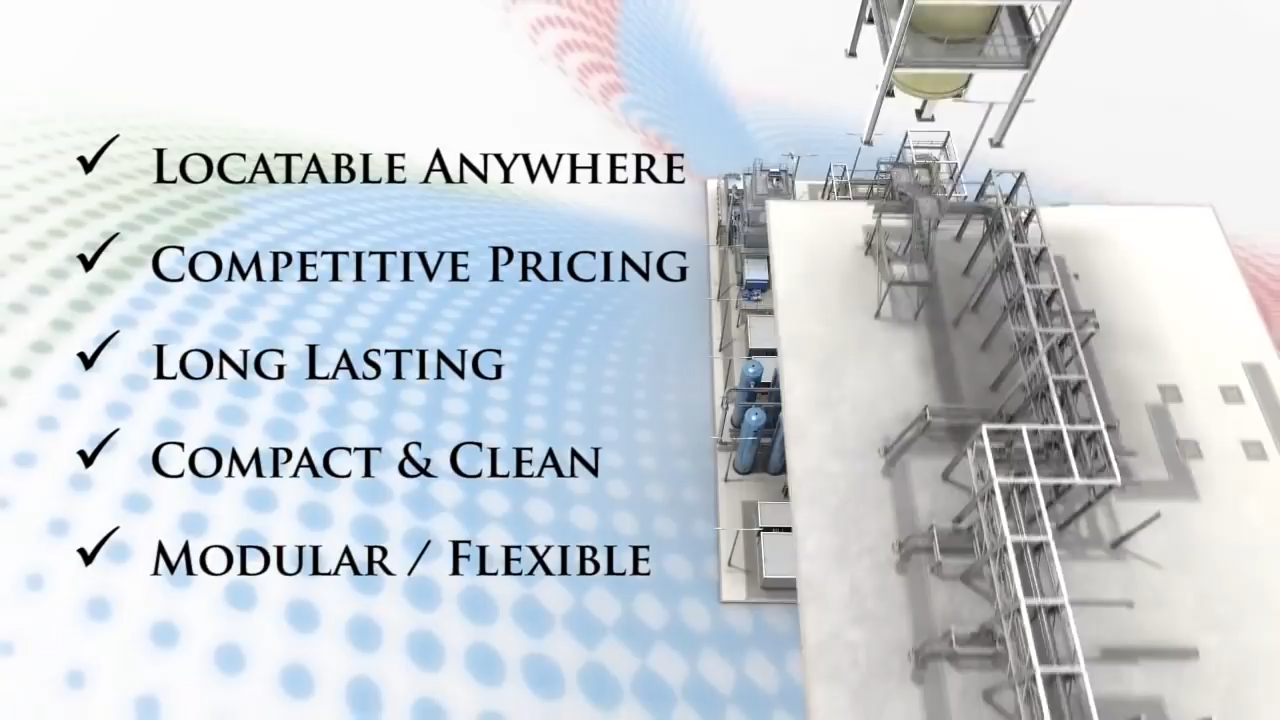 Locatable Anywhere
Competitive Pricing
Long Lasting
Compact & Clean
Modular / Flexible